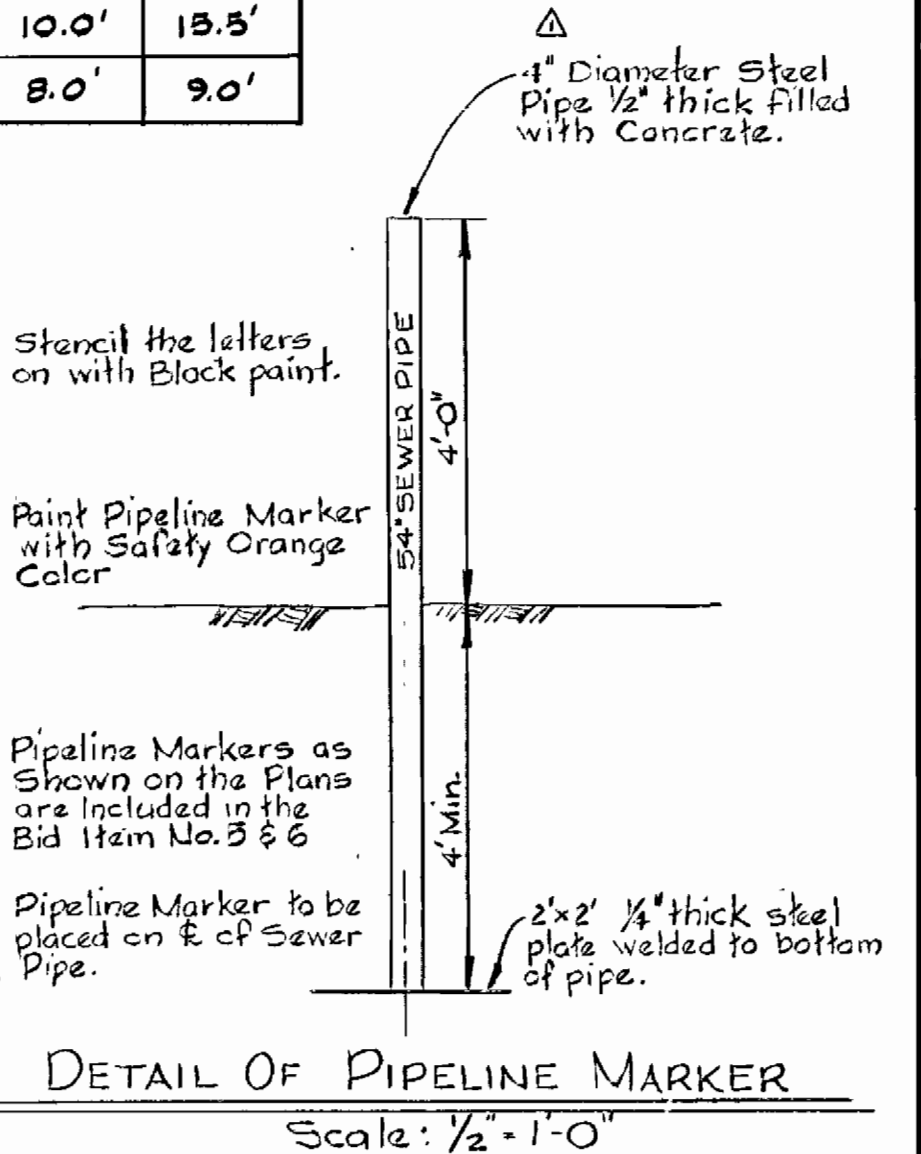 10.0' 15.5'
8.0' 9.0'
1
4" Diameter Steel
Pipe 1/2" thick filled
with Concrete.
Stencil the letters
on with Black paint.
54" SEWER PIPE
4'-0"
Paint Pipeline Marker
with Safety Orange
Color
Pipeline Markers as
Shown on the Plans
are Included in the
Bid Item No. 5 & 6
4' Min.
Pipeline Marker to be
placed on ℄ of Sewer
Pipe.
2'x2' 1/4" thick steel
plate welded to bottom
of pipe.
DETAIL OF PIPELINE MARKER
Scale: 1/2" = 1'-0"